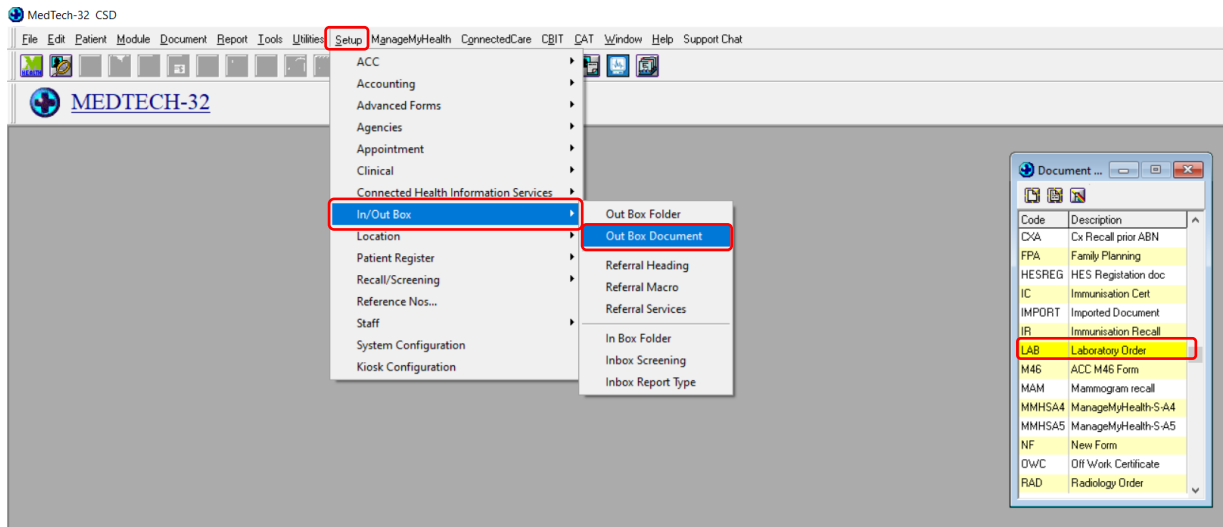 MedTech-32 CSD
File Edit Patient Module Document Report Tools Utilities Setup ManageMyHealth ConnectedCare CBIT CAT Window Help Support Chat
HEALTH
MEDTECH-32
ACC
Accounting
Advanced Forms
Agencies
Appointment
Clinical
Connected Health Information Services
In/Out Box
Location
Patient Register
Recall/Screening
Reference Nos...
Staff
System Configuration
Kiosk Configuration
Out Box Folder
Out Box Document
Referral Heading
Referral Macro
Referral Services
In Box Folder
Inbox Screening
Inbox Report Type
Docum ...
Code Description
CXA Cx Recall prior ABN
FPA Family Planning
HESREG HES Registation doc
IC Immunisation Cert
IMPORT Imported Document
IR Immunisation Recall
LAB Laboratory Order
M46 ACC M46 Form
MAM Mammogram recall
MMHSA4 ManageMyHealth-S-A4
MMHSA5 ManageMyHealth-S-A5
NF New Form
OWC Off Work Certificate
RAD Radiology Order